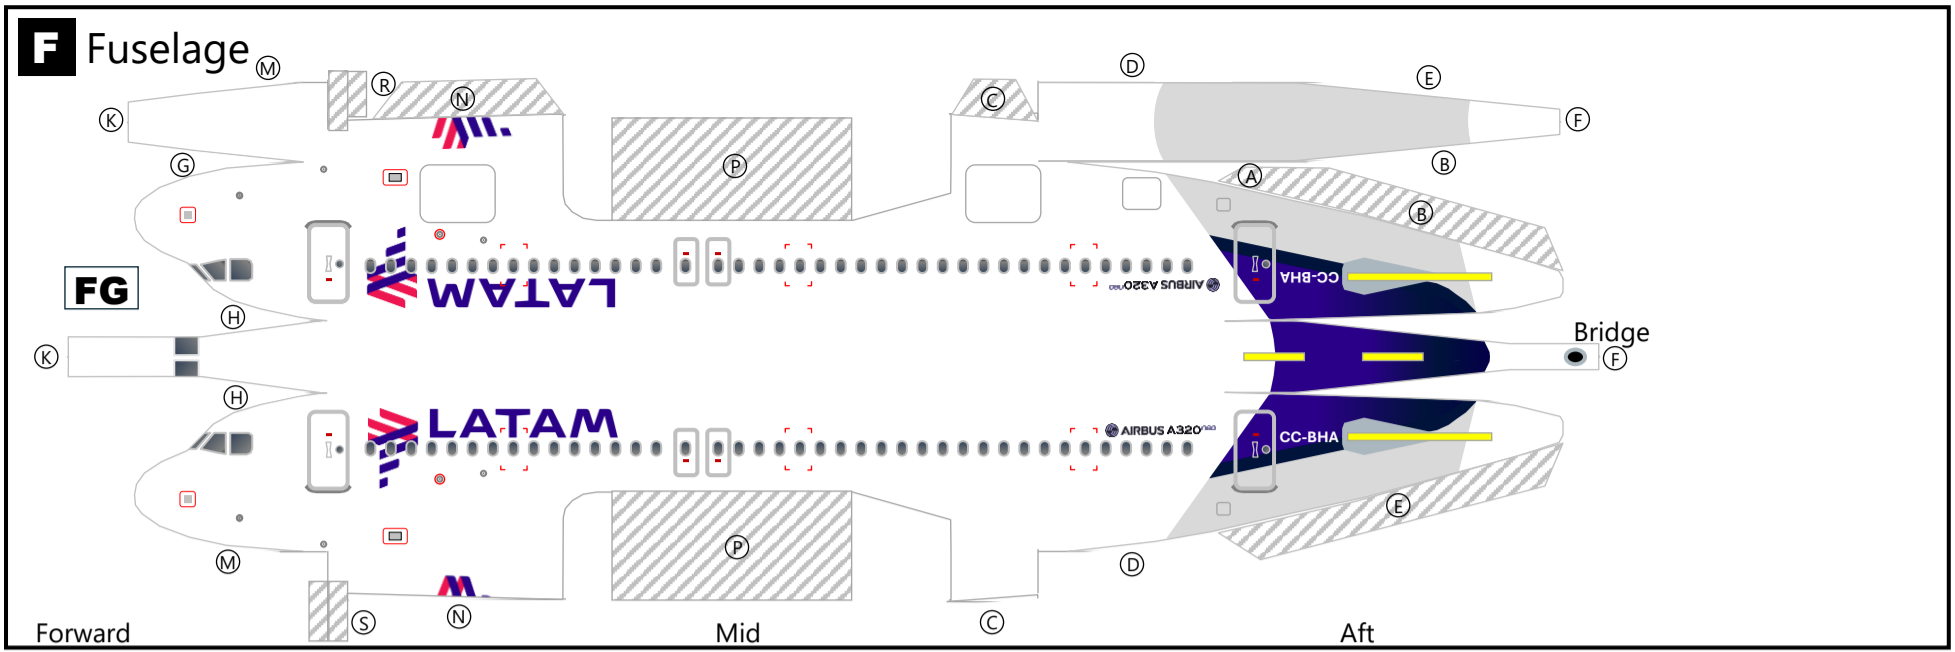 F Fuselage
M
R
N
C
D
E
K
F
G
P
A
B
B
FG
LATAM
AIRBUS A320neo
CC-BHA
H
K
Bridge
F
H
LATAM
AIRBUS A320neo
CC-BHA
E
M
P
D
S
N
C
Forward
Mid
Aft